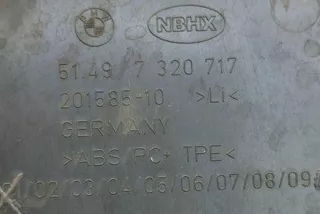 NBHX
51.49 7 320 717
201585-10 >LI<
GERMANY
>ABS/PC+ TPE<
01/02/03/04/05/06/07/08/09